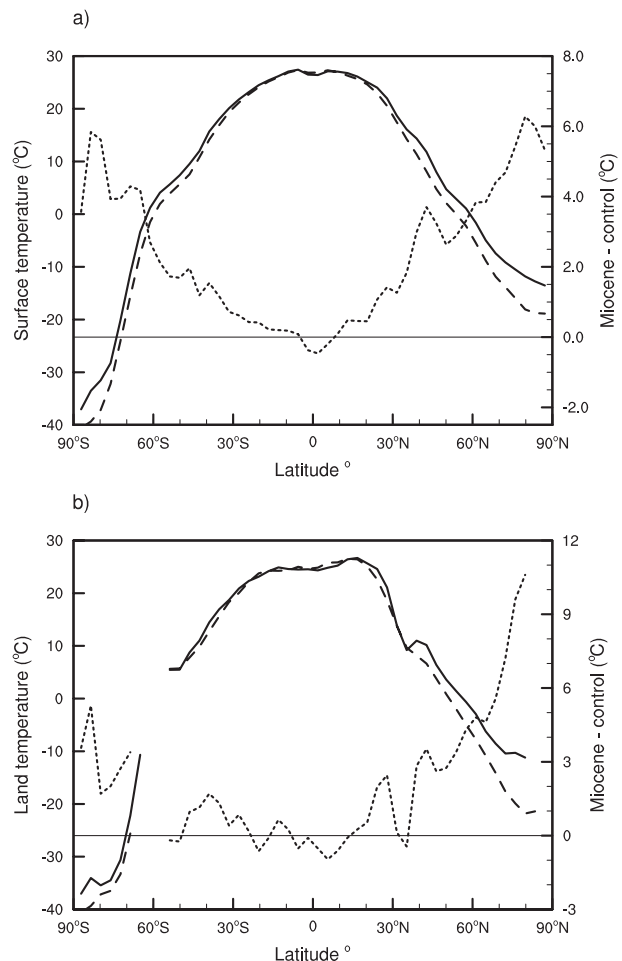 a)
30
20
10
0
-10
-20
-30
-40
Surface temperature (°C)
8.0
6.0
4.0
2.0
0.0
-2.0
Miocene - control (°C)
90°S 60°S 30°S 0 30°N 60°N 90°N
Latitude °
b)
30
20
10
0
-10
-20
-30
-40
Land temperature (°C)
12
9
6
3
0
-3
Miocene - control (°C)
90°S 60°S 30°S 0 30°N 60°N 90°N
Latitude °